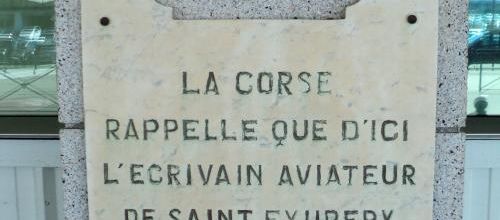 LA CORSE
RAPPELLE QUE D'ICI
L'ECRIVAIN AVIATEUR
DE SAINT EXUPERY